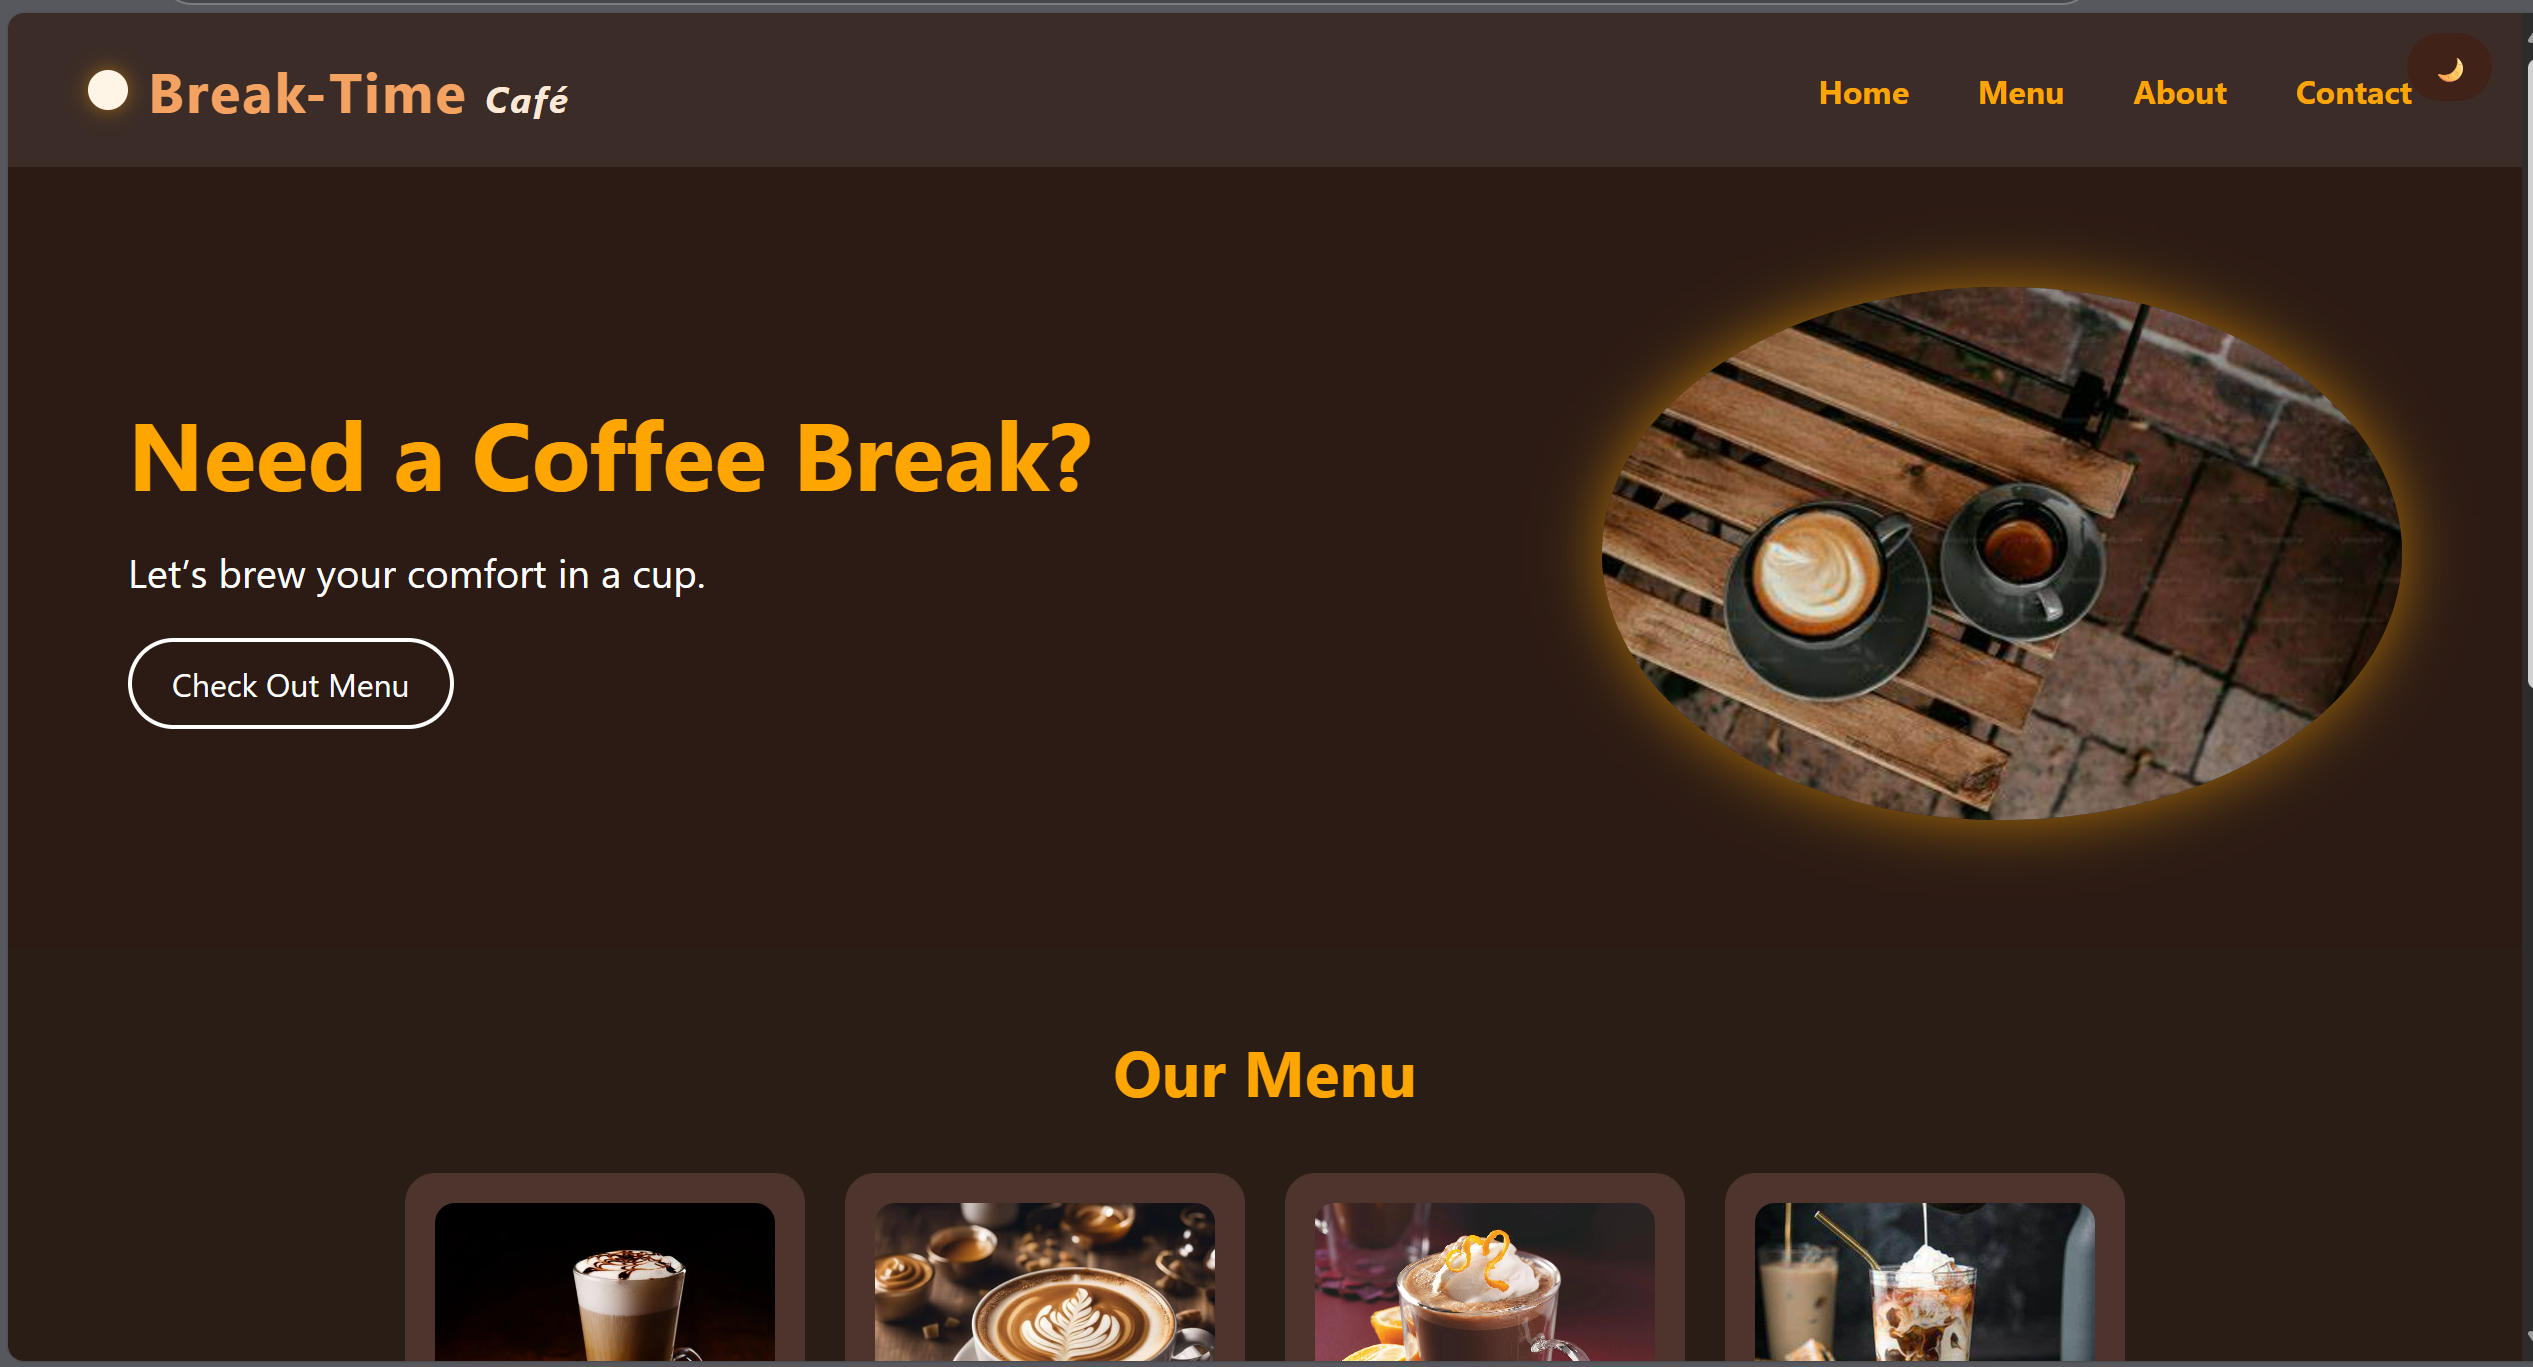 Break-Time Café
Home Menu About Contact
Need a Coffee Break?
Let’s brew your comfort in a cup.
Check Out Menu
Our Menu